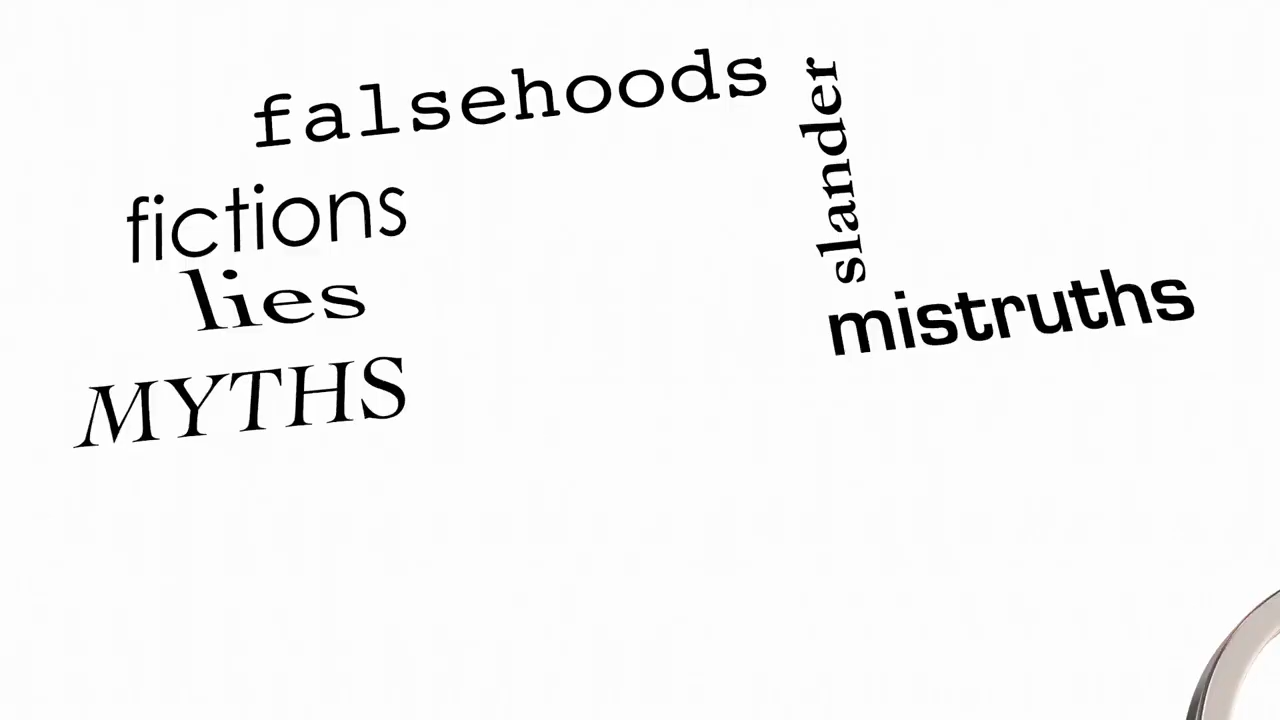 falsehoods
slander
fictions
lies
mistruths
MYTHS